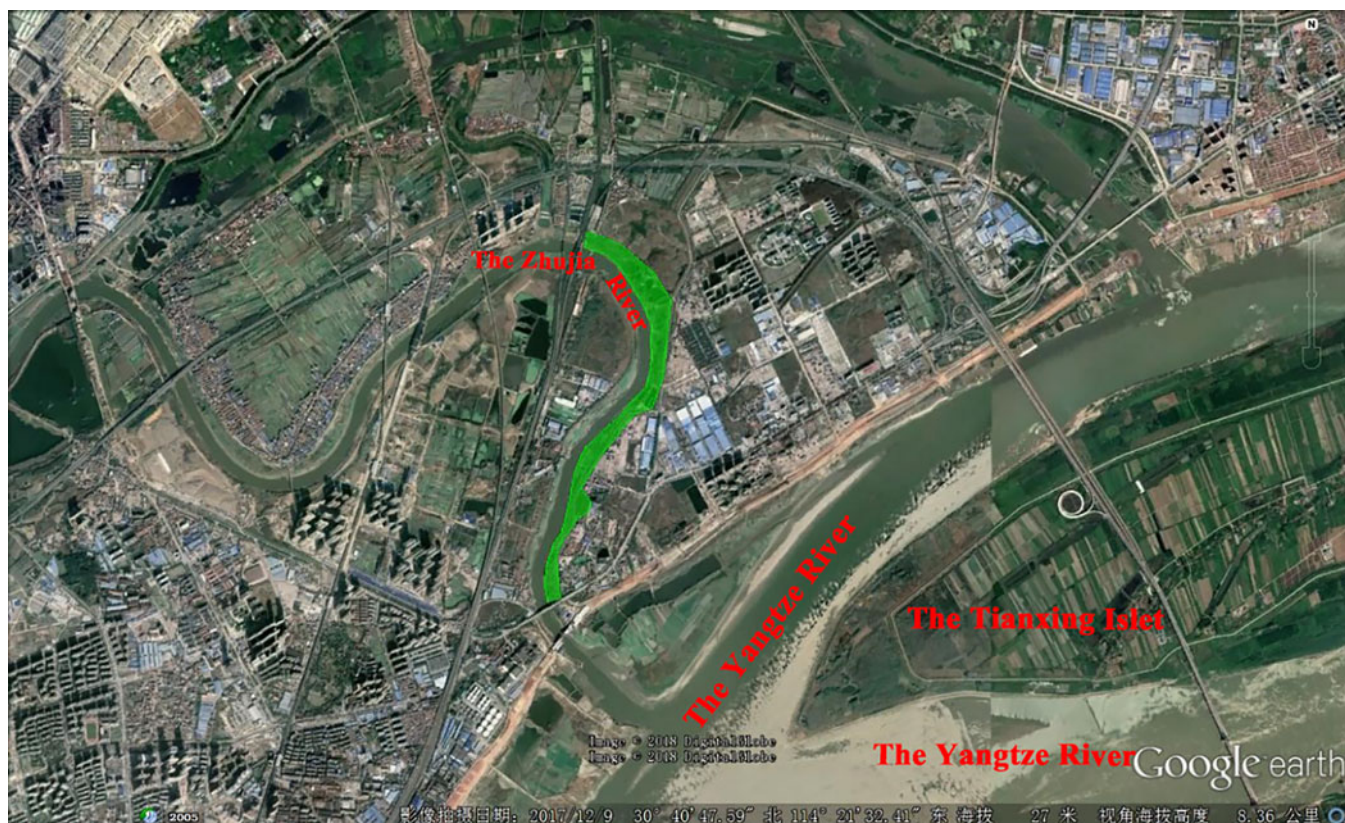 N
The Zhujia
River
The Yangtze River
The Tianxing Islet
The Yangtze River
Google earth
Image © 2018 DigitalGlobe
Image © 2018 DigitalGlobe
2005
影像拍摄日期: 2017/12/9 30° 40'47.59" 北 114° 21'32.41" 东 海拔 27 米 视角海拔高度 8.36 公里